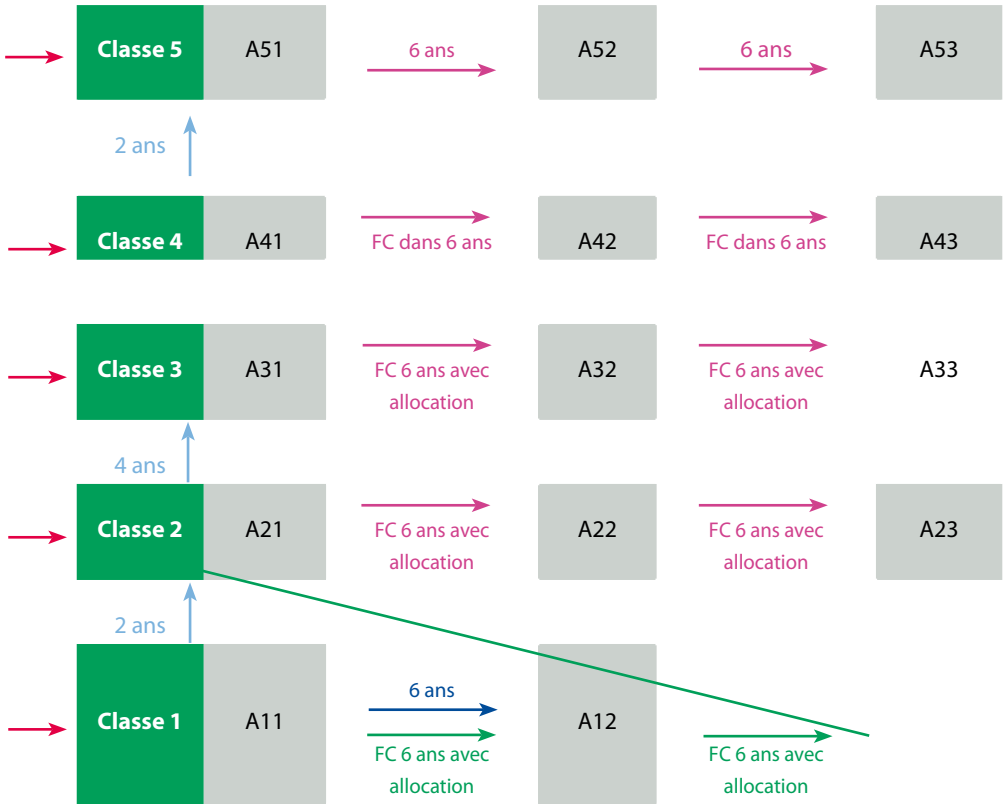 Classe 5 A51 6 ans A52 6 ans A53
2 ans
Classe 4 A41 FC dans 6 ans A42 FC dans 6 ans A43
Classe 3 A31 FC 6 ans avec A32 FC 6 ans avec A33
allocation allocation
4 ans
Classe 2 A21 FC 6 ans avec A22 FC 6 ans avec A23
allocation allocation
2 ans
6 ans
Classe 1 A11 A12
FC 6 ans avec FC 6 ans avec
allocation allocation